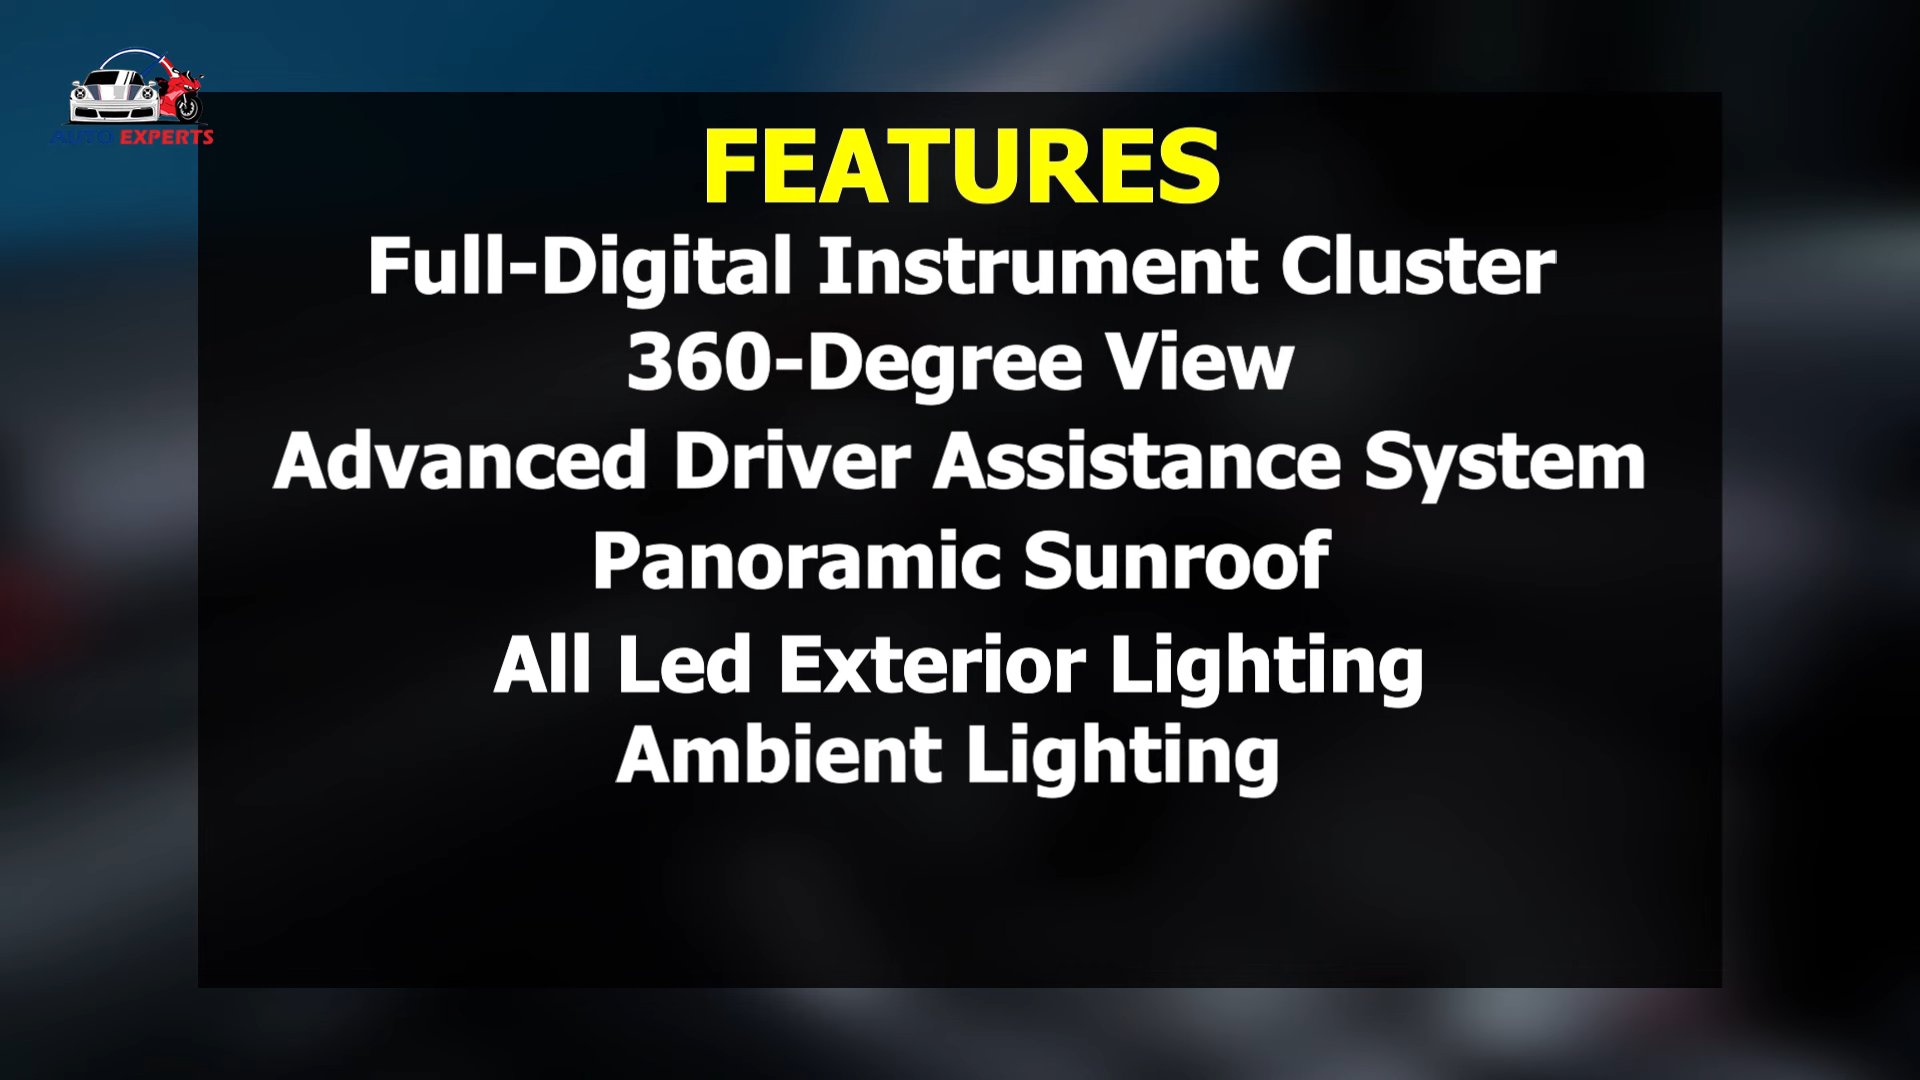 AUTO EXPERTS
FEATURES
Full-Digital Instrument Cluster
360-Degree View
Advanced Driver Assistance System
Panoramic Sunroof
All Led Exterior Lighting
Ambient Lighting